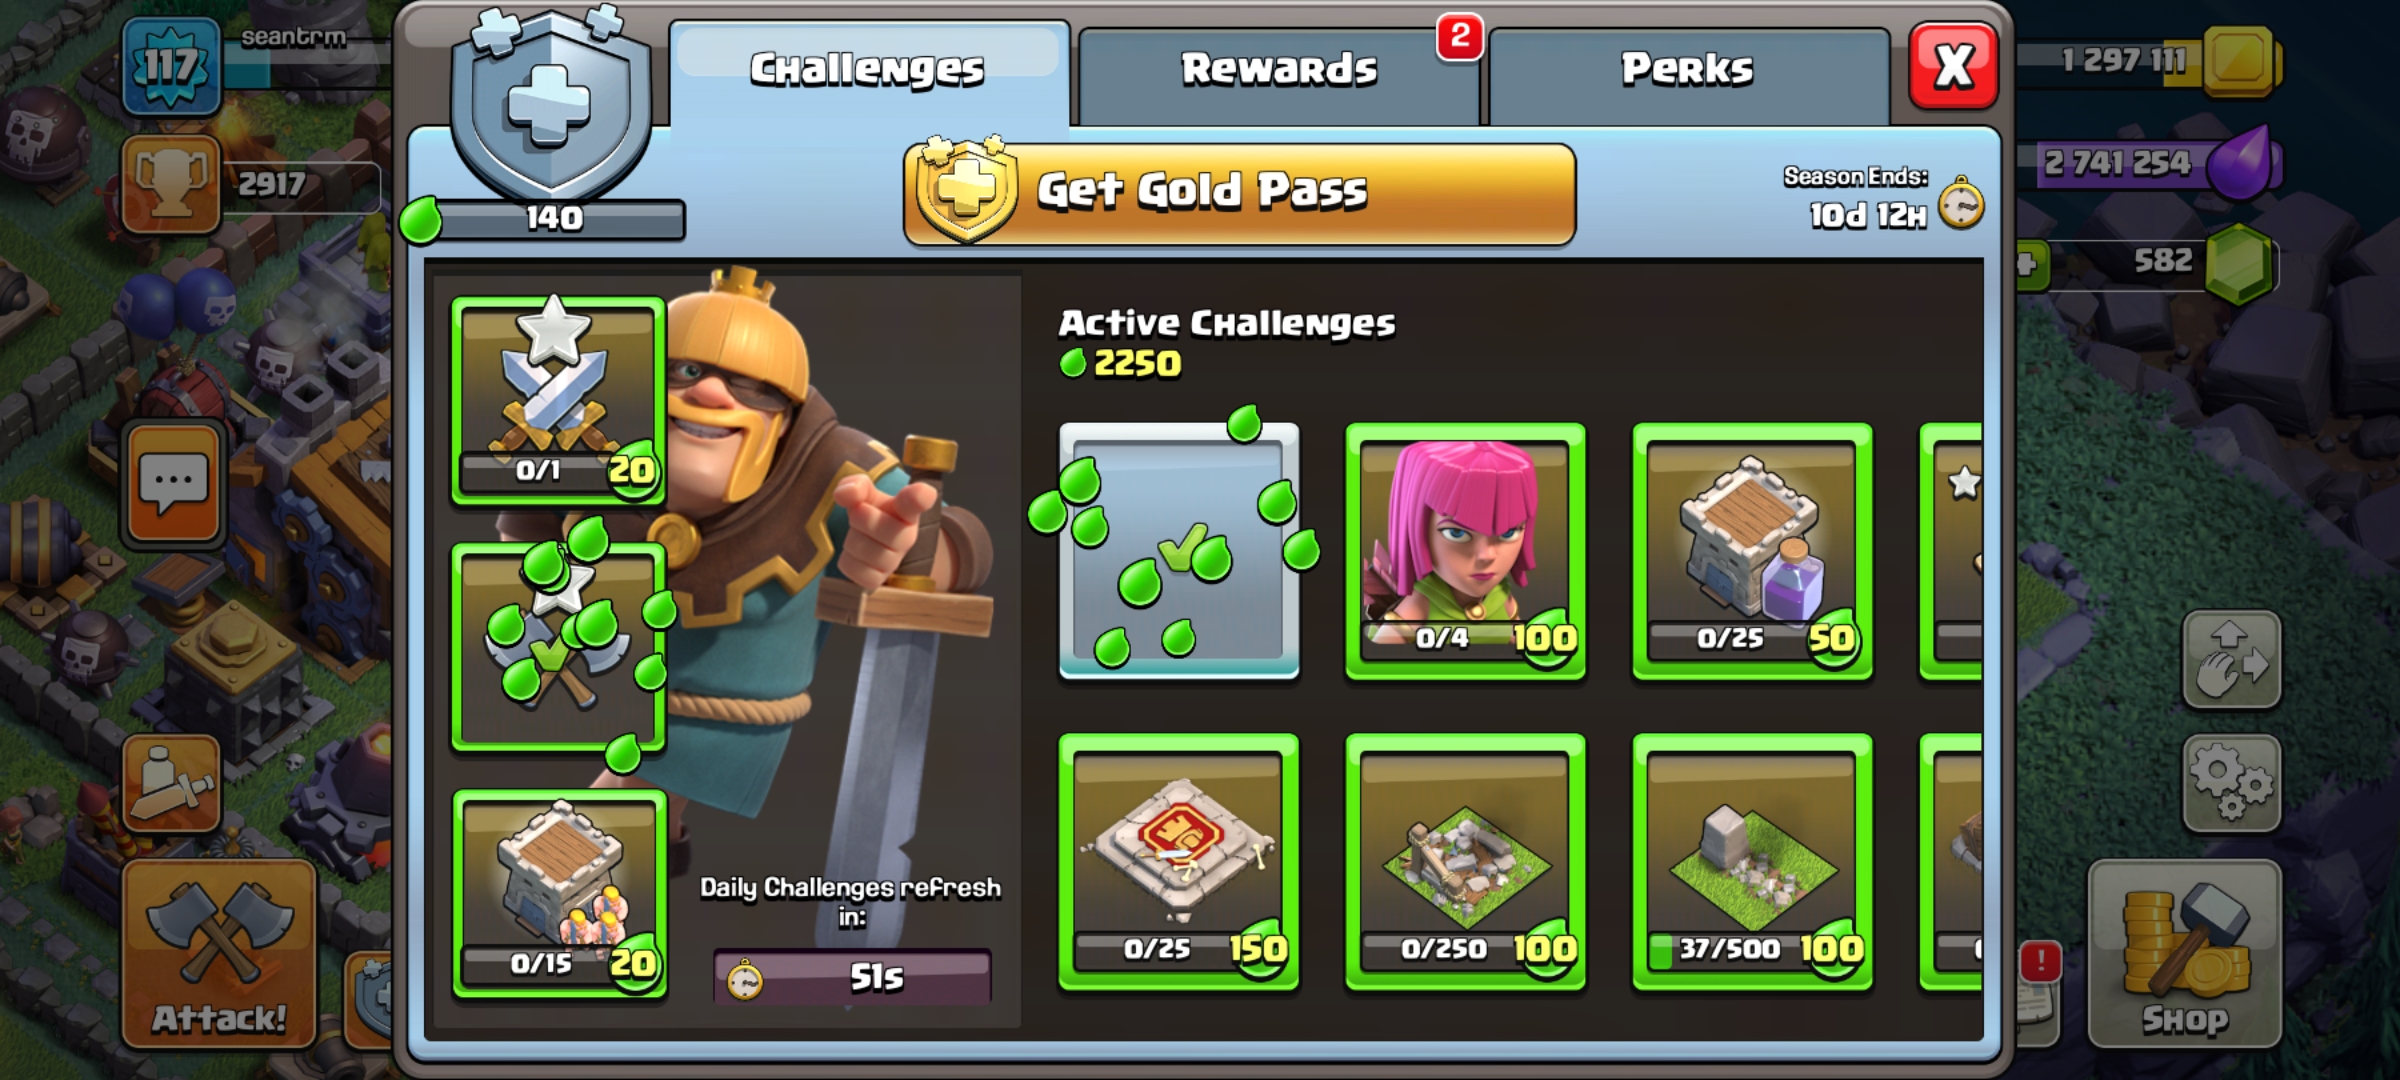 117
seantrm
Challenges
Rewards
2
Perks
X
1 297 111
2917
140
Get Gold Pass
Season Ends:
10d 12h
2 741 254
582
Active Challenges
2250
0/1
20
0/4
100
0/25
50
0/15
20
Daily Challenges refresh
in:
51s
0/25
150
0/250
100
37/500
100
Attack!
!
Shop